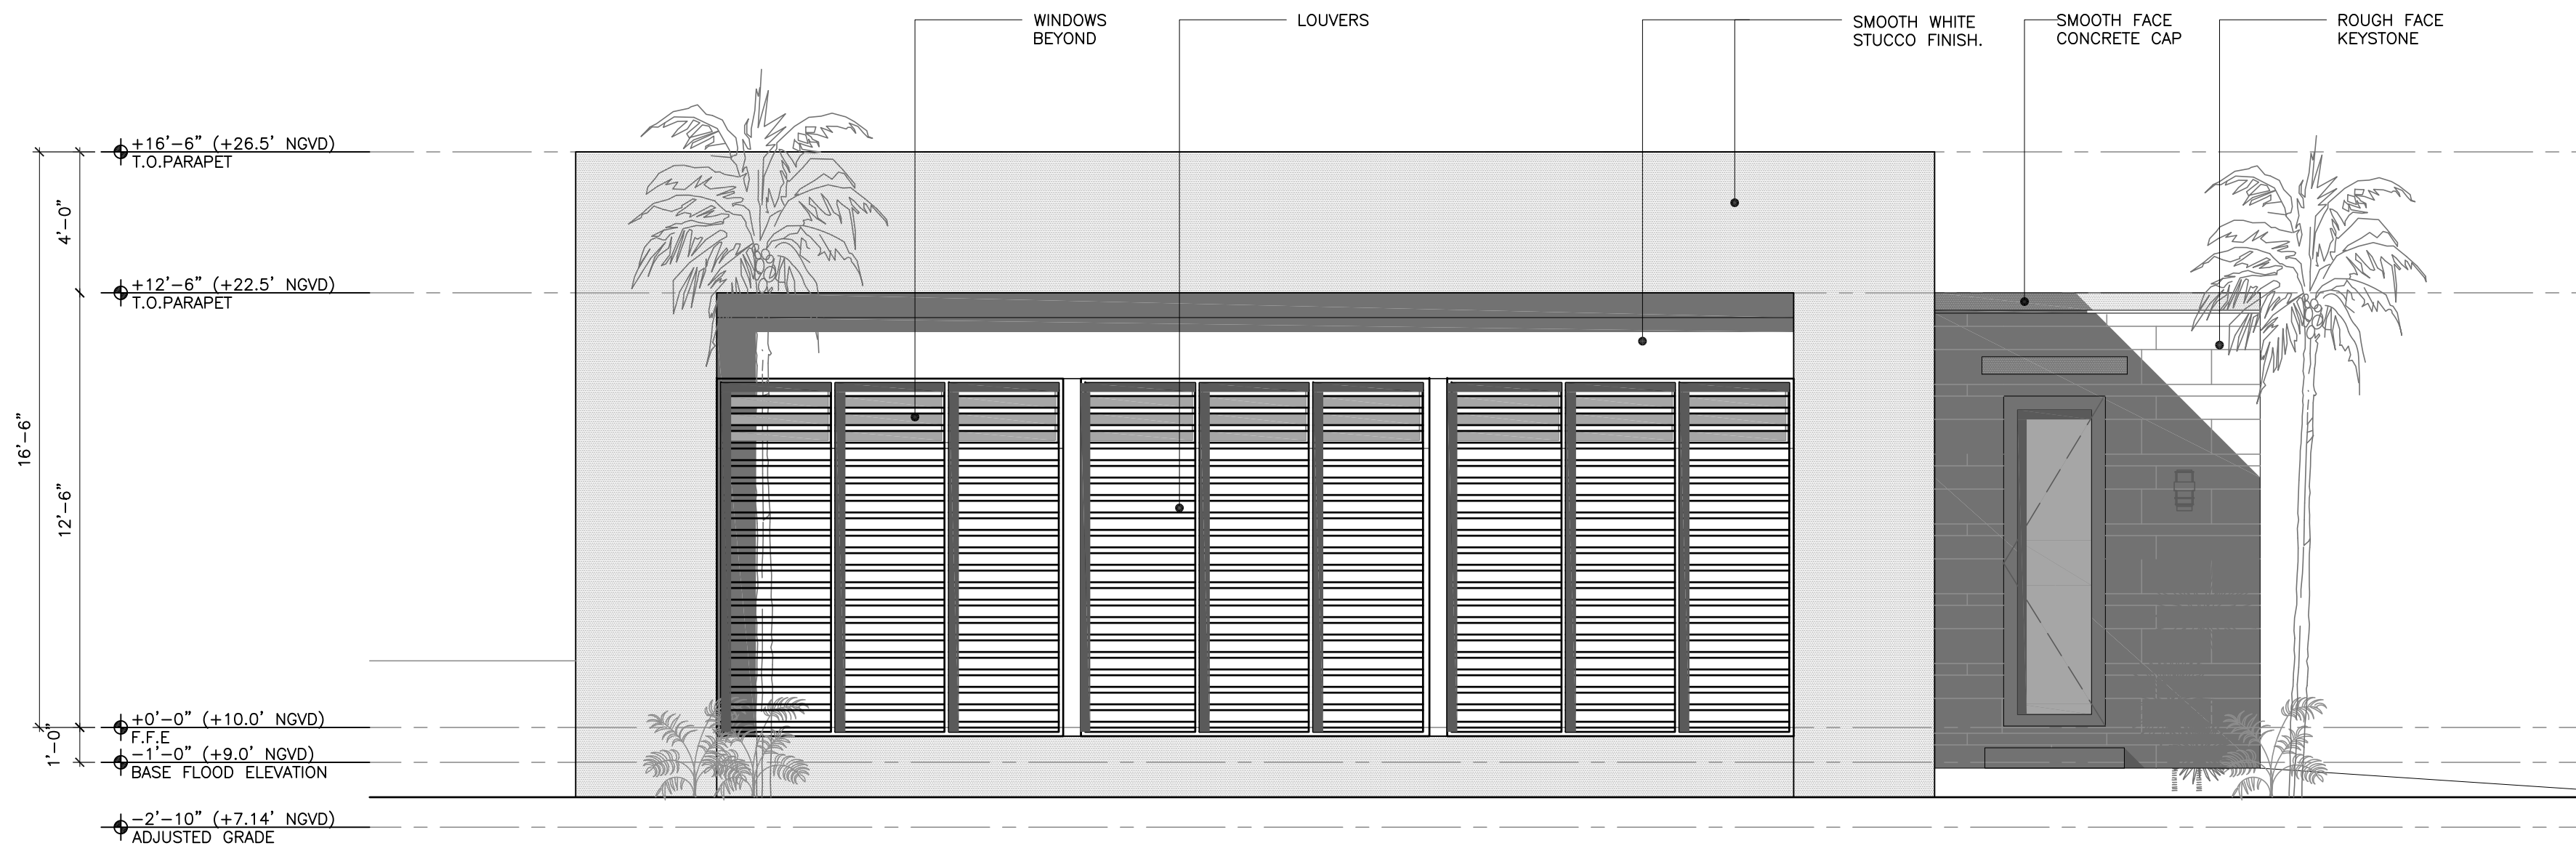 WINDOWS
BEYOND
LOUVERS
SMOOTH WHITE
STUCCO FINISH.
SMOOTH FACE
CONCRETE CAP
ROUGH FACE
KEYSTONE
+16'-6" (+26.5' NGVD)
T.O.PARAPET
4'-0"
+12'-6" (+22.5' NGVD)
T.O.PARAPET
16'-6"
12'-6"
+0'-0" (+10.0' NGVD)
F.F.E
1'-0"
-1'-0" (+9.0' NGVD)
BASE FLOOD ELEVATION
-2'-10" (+7.14' NGVD)
ADJUSTED GRADE